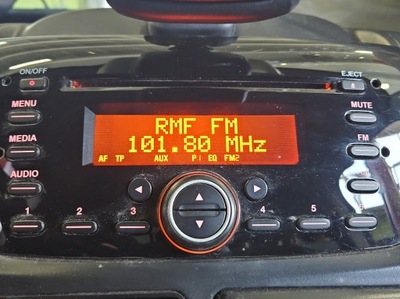 ON/OFF
EJECT
MENU
RMF FM
MUTE
101.80 MHz
MEDIA
FM
AF TP AUX P1 EQ FM2
AUDIO
1 2 3 4 5